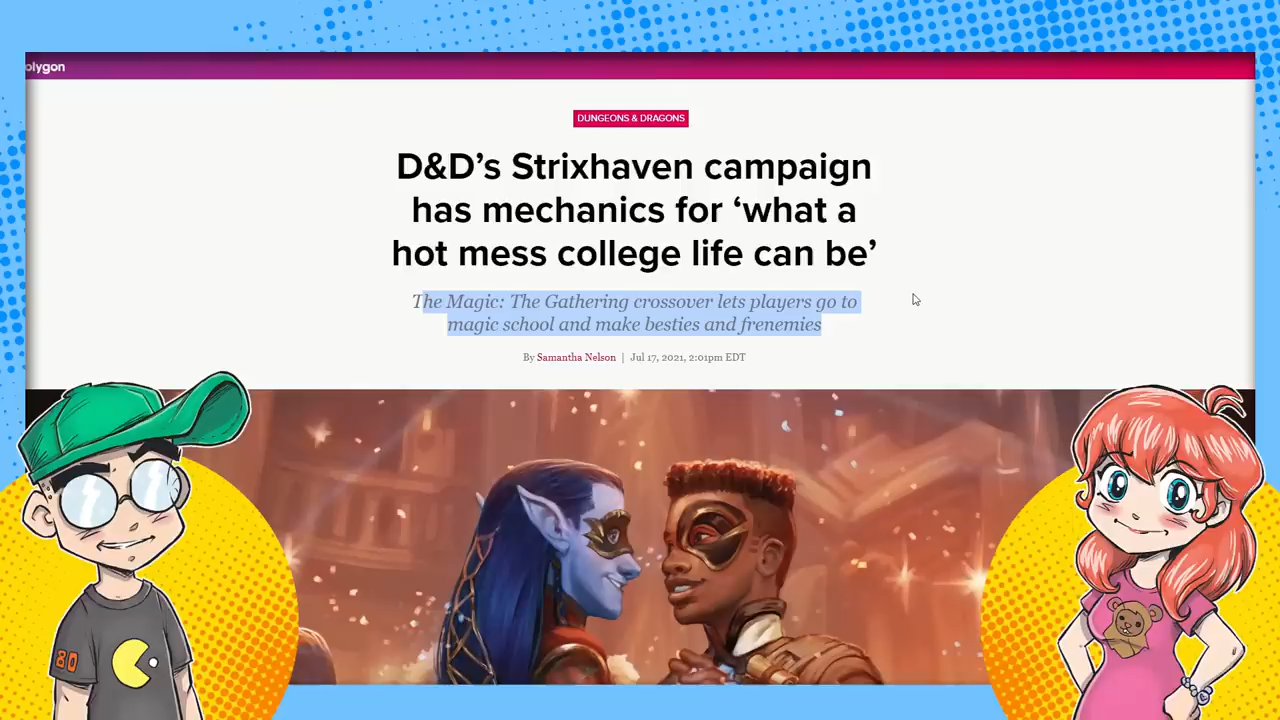 olygon
DUNGEONS & DRAGONS
D&D’s Strixhaven campaign
has mechanics for ‘what a
hot mess college life can be’
The Magic: The Gathering crossover lets players go to
magic school and make besties and frenemies
By Samantha Nelson | Jul 17, 2021, 2:01pm EDT
80